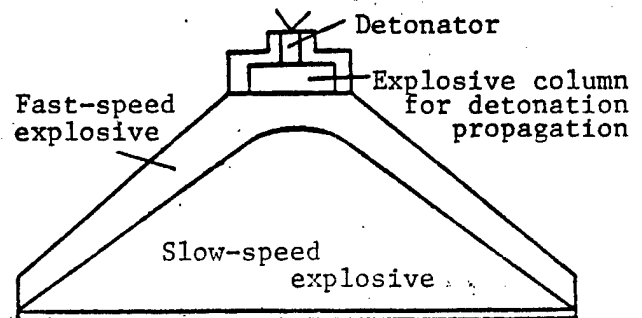 Detonator
Explosive column
for detonation
propagation
Fast-speed
explosive
Slow-speed
explosive